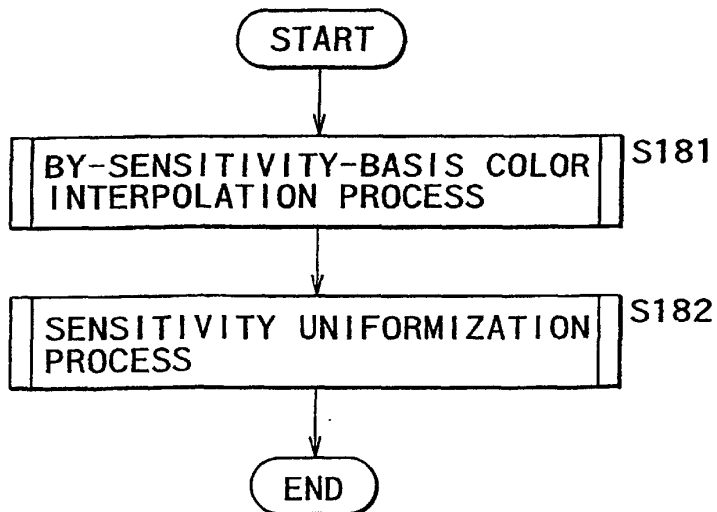 START
BY-SENSITIVITY-BASIS COLOR
INTERPOLATION PROCESS
S181
SENSITIVITY UNIFORMIZATION
PROCESS
S182
END